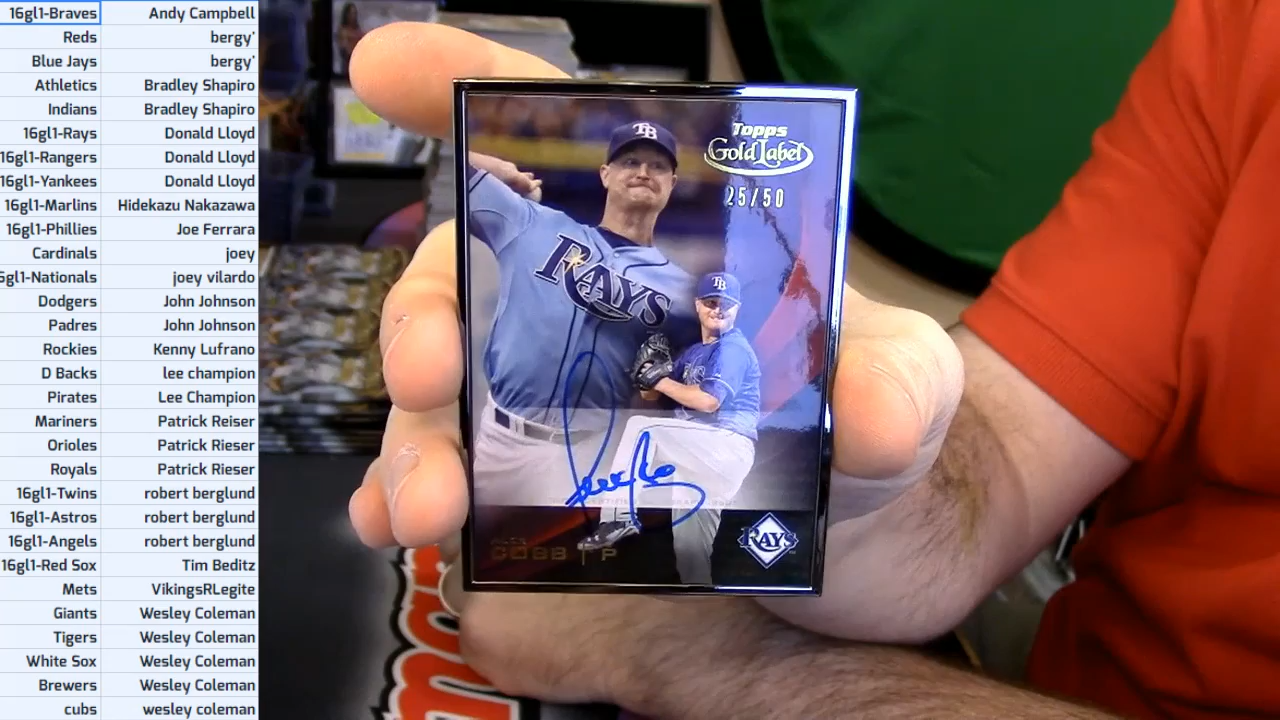 16gl1-Braves Andy Campbell
Reds bergy'
Blue Jays bergy'
Athletics Bradley Shapiro
Indians Bradley Shapiro
16gl1-Rays Donald Lloyd
16gl1-Rangers Donald Lloyd
16gl1-Yankees Donald Lloyd
16gl1-Marlins Hidekazu Nakazawa
16gl1-Phillies Joe Ferrara
Cardinals joey
6gl1-Nationals joey vilardo
Dodgers John Johnson
Padres John Johnson
Rockies Kenny Lufrano
D Backs lee champion
Pirates Lee Champion
Mariners Patrick Reiser
Orioles Patrick Rieser
Royals Patrick Rieser
16gl1-Twins robert berglund
16gl1-Astros robert berglund
16gl1-Angels robert berglund
16gl1-Red Sox Tim Beditz
Mets VikingsRLegite
Giants Wesley Coleman
Tigers Wesley Coleman
White Sox Wesley Coleman
Brewers Wesley Coleman
cubs wesley coleman
TB
Topps
Gold Label
25/50
RAYS
TB
COBB P
RAYS